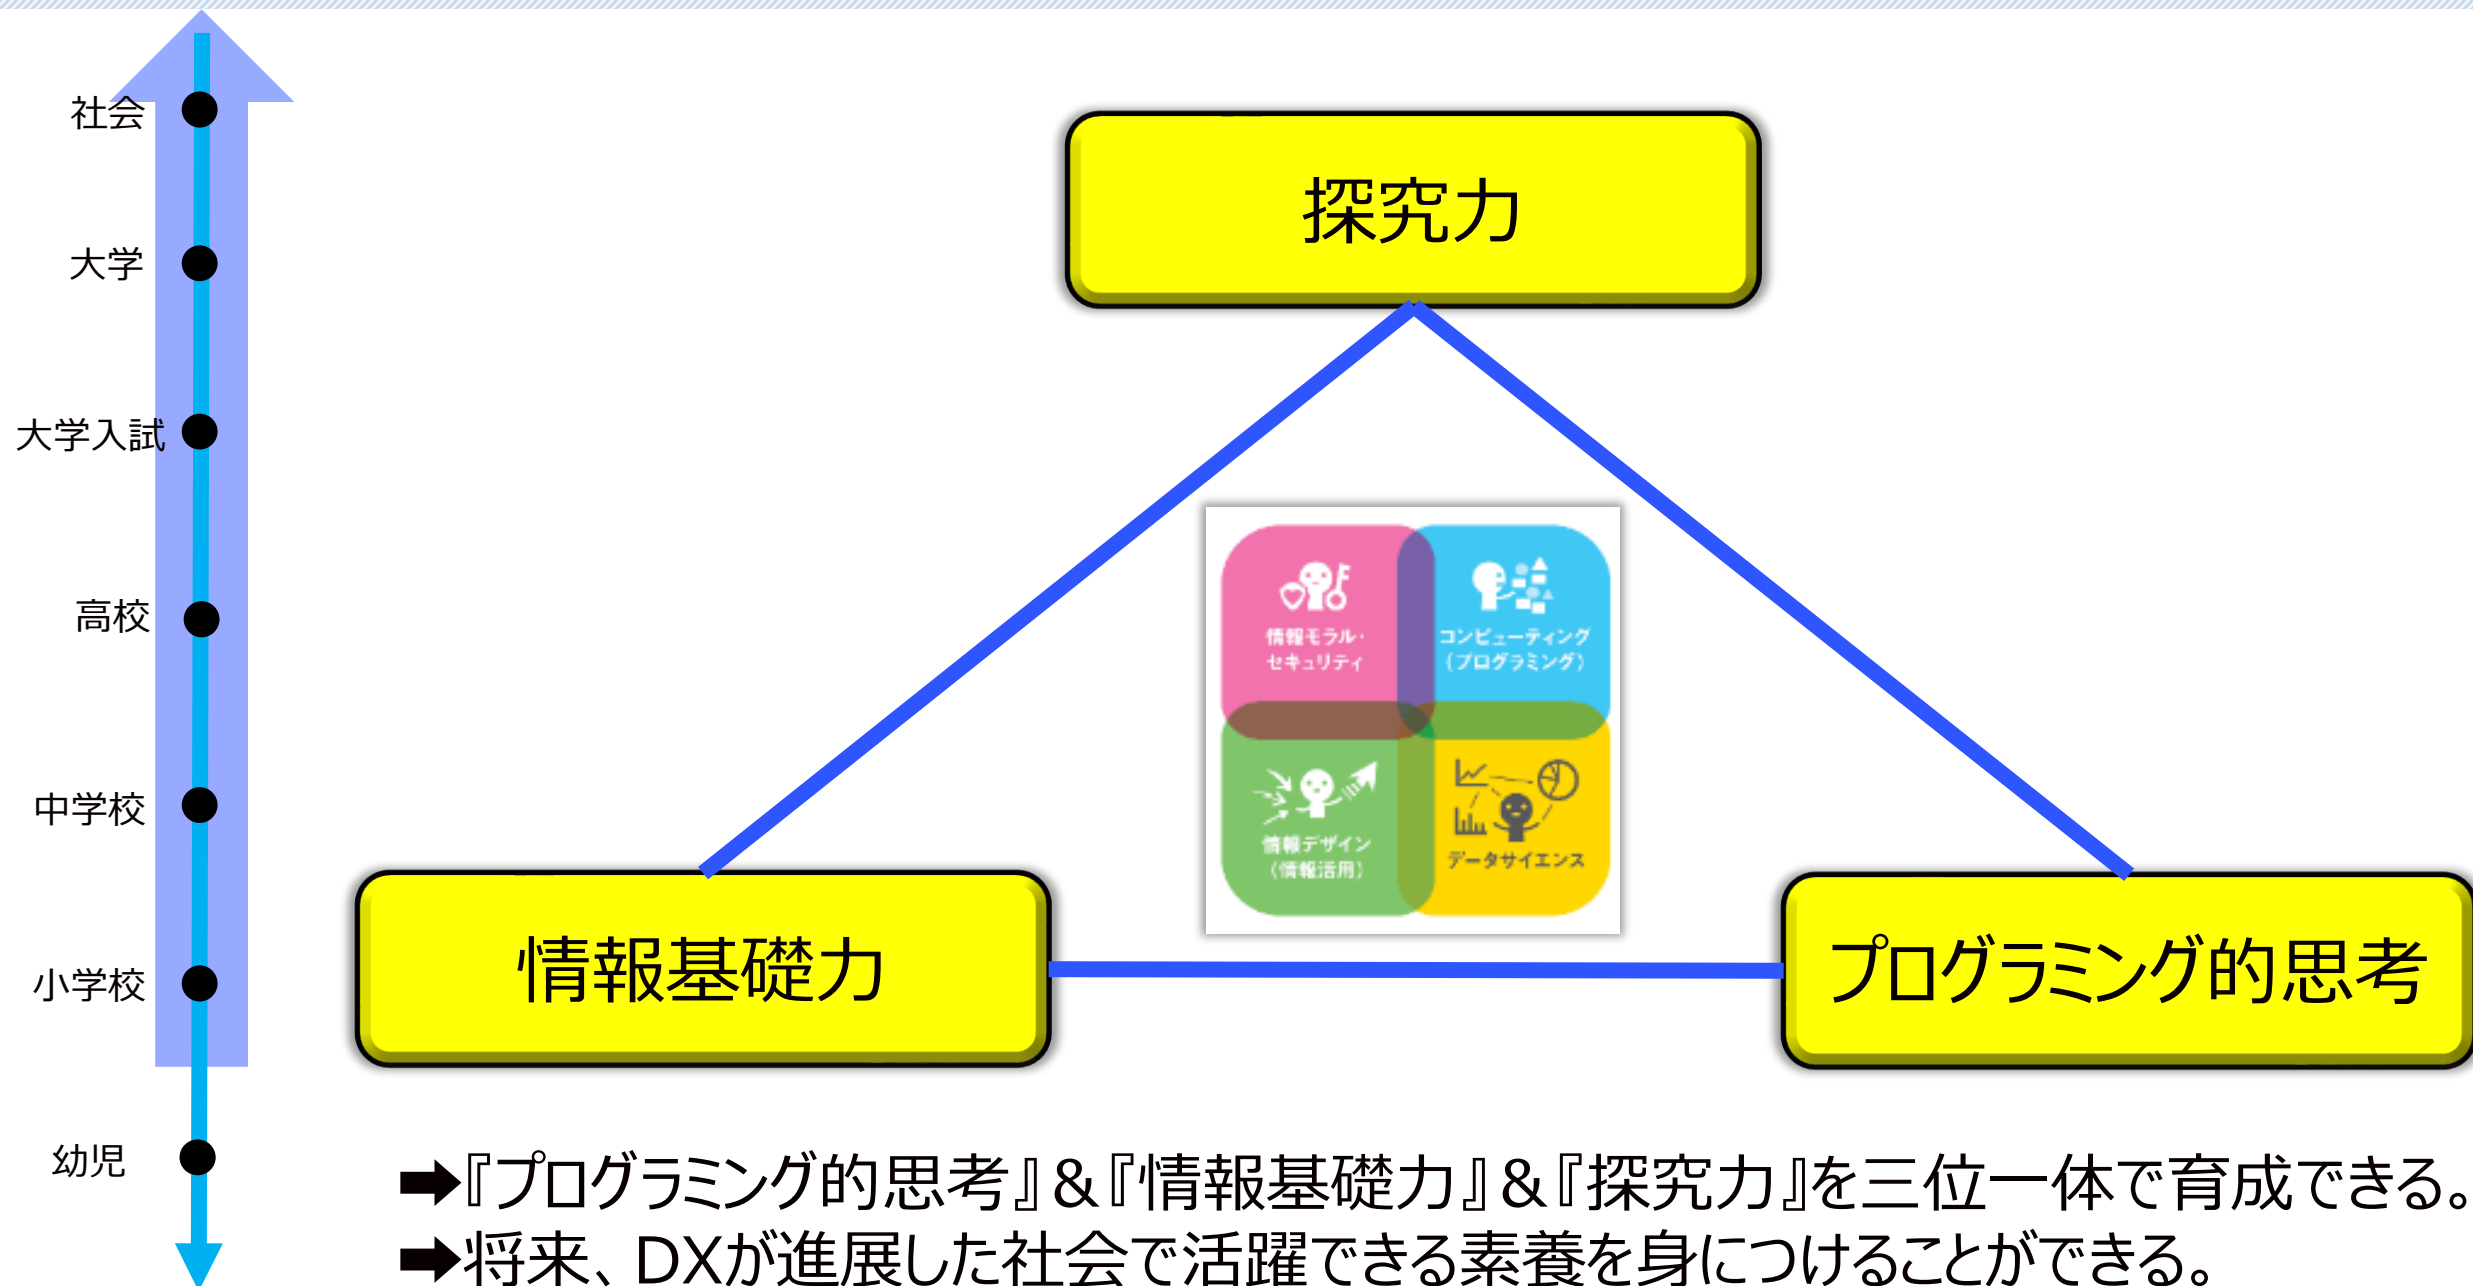 社会
大学
大学入試
高校
中学校
小学校
幼児
探究力
情報モラル・
セキュリティ
コンピューティング
（プログラミング）
情報デザイン
（情報活用）
データサイエンス
情報基礎力
プログラミング的思考
➡『プログラミング的思考』＆『情報基礎力』＆『探究力』を三位一体で育成できる。
➡将来、DXが進展した社会で活躍できる素養を身につけることができる。